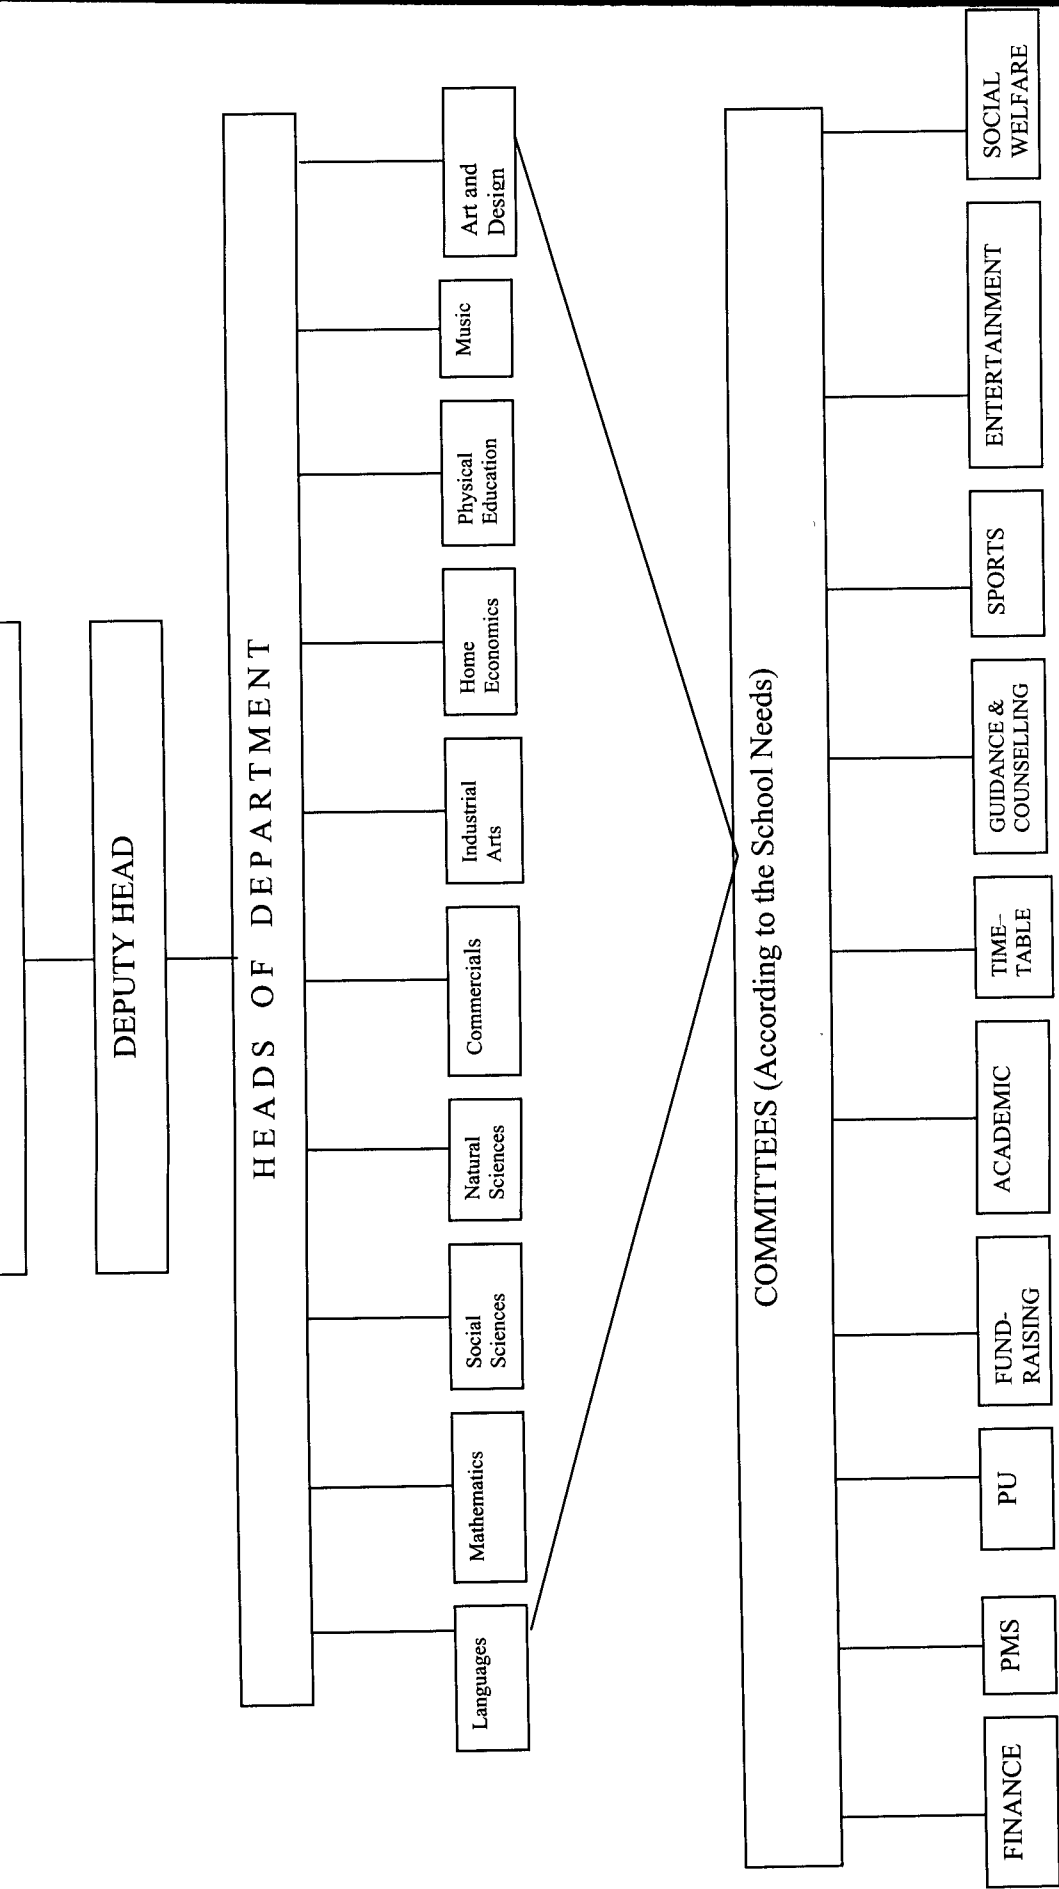 DEPUTY HEAD
HEADS OF DEPARTMENT
Languages
Mathematics
Social
Sciences
Natural
Sciences
Commercials
Industrial
Arts
Home
Economics
Physical
Education
Music
Art and
Design
COMMITTEES (According to the School Needs)
FINANCE
PMS
PU
FUND-
RAISING
ACADEMIC
TIME-
TABLE
GUIDANCE &
COUNSELLING
SPORTS
ENTERTAINMENT
SOCIAL
WELFARE